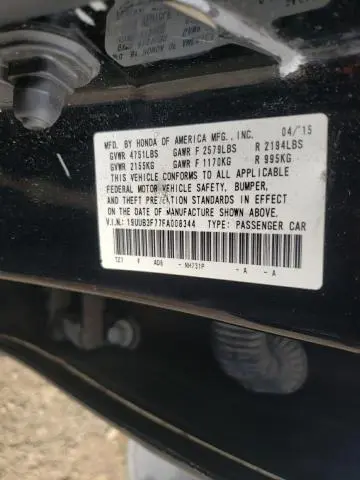 MFD. BY HONDA OF AMERICA MFG., INC. 04/'15
GVWR 4751LBS GAWR F 2579LBS R 2194LBS
GVWR 2155KG GAWR F 1170KG R 995KG
THIS VEHICLE CONFORMS TO ALL APPLICABLE
FEDERAL MOTOR VEHICLE SAFETY, BUMPER,
AND THEFT PREVENTION STANDARDS IN EFFECT
ON THE DATE OF MANUFACTURE SHOWN ABOVE.
V.I.N.: 19UUB3F77FA008344 TYPE: PASSENGER CAR
TZ3 F AD6 - NH731P - A - A